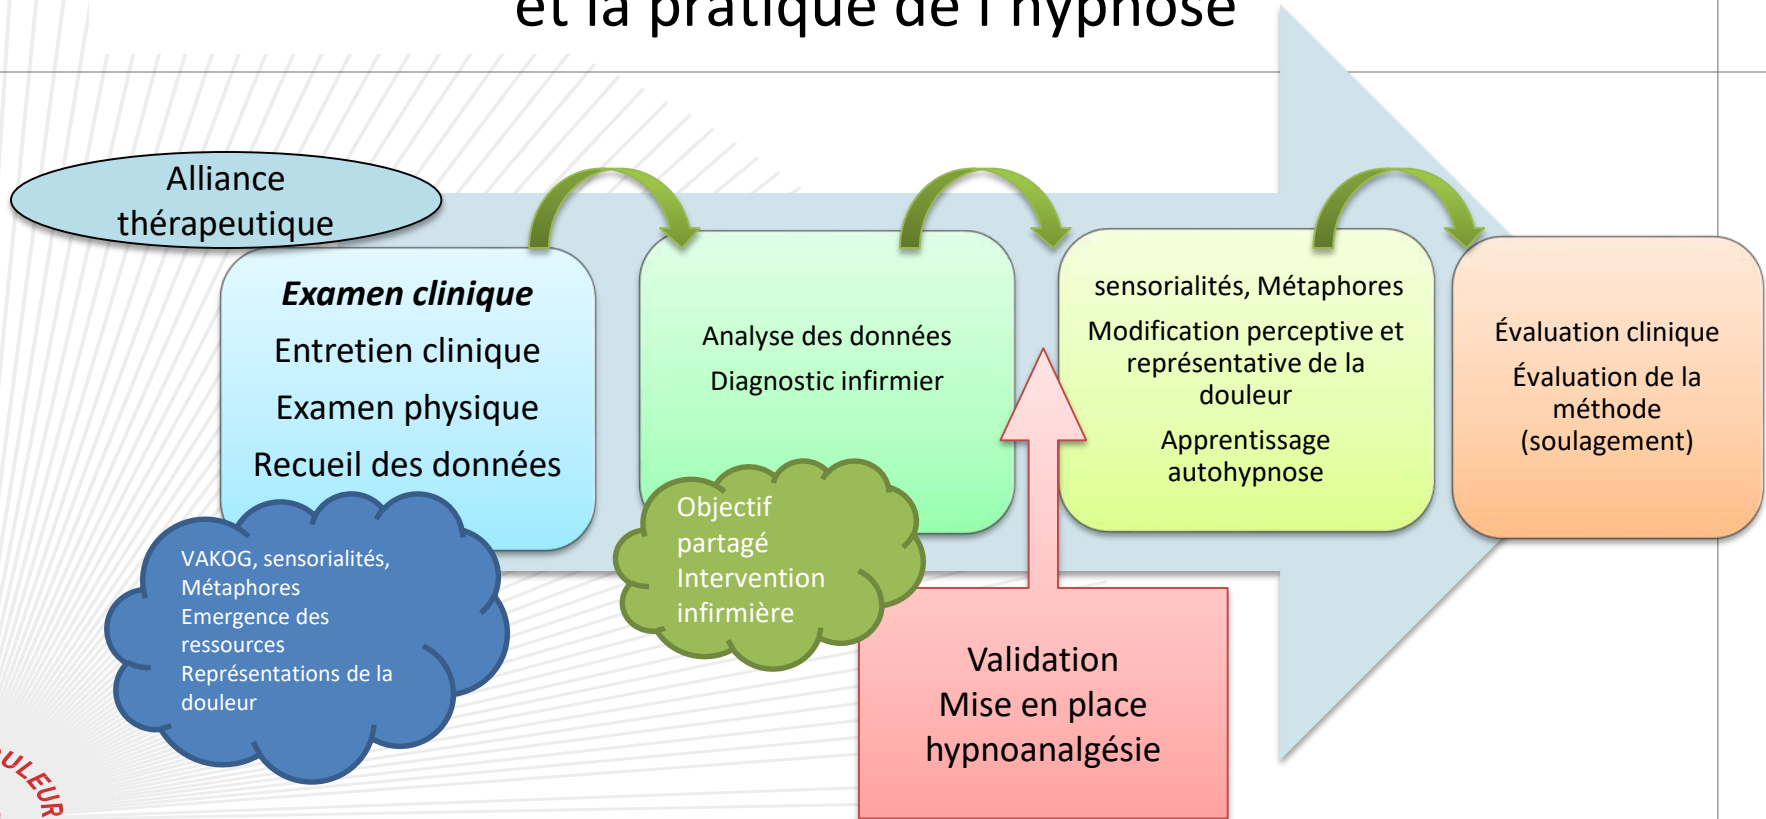 et la pratique de l'hypnose
Alliance
thérapeutique
Examen clinique
Entretien clinique
Examen physique
Recueil des données
VAKOG, sensorialités,
Métaphores
Emergence des
ressources
Représentations de la
douleur
Analyse des données
Diagnostic infirmier
Objectif
partagé
Intervention
infirmière
Validation
Mise en place
hypnoanalgésie
sensorialités, Métaphores
Modification perceptive et
représentative de la
douleur
Apprentissage
autohypnose
Évaluation clinique
Évaluation de la
méthode
(soulagement)
ULEUR